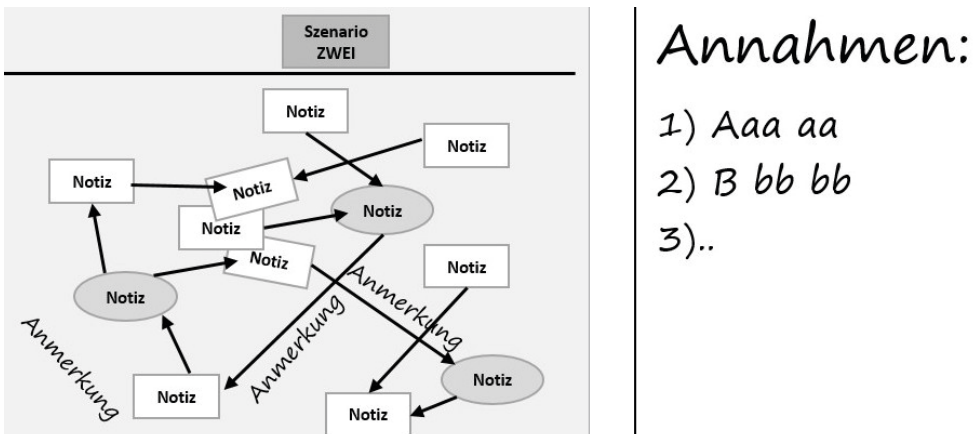 Szenario
ZWEI
Notiz
Notiz
Notiz
Notiz
Notiz
Notiz
Notiz
Notiz
Notiz
Anmerkung
Anmerkung
Anmerkung
Notiz
Notiz
Notiz
Annahmen:
1) Aaa aa
2) B bb bb
3)..